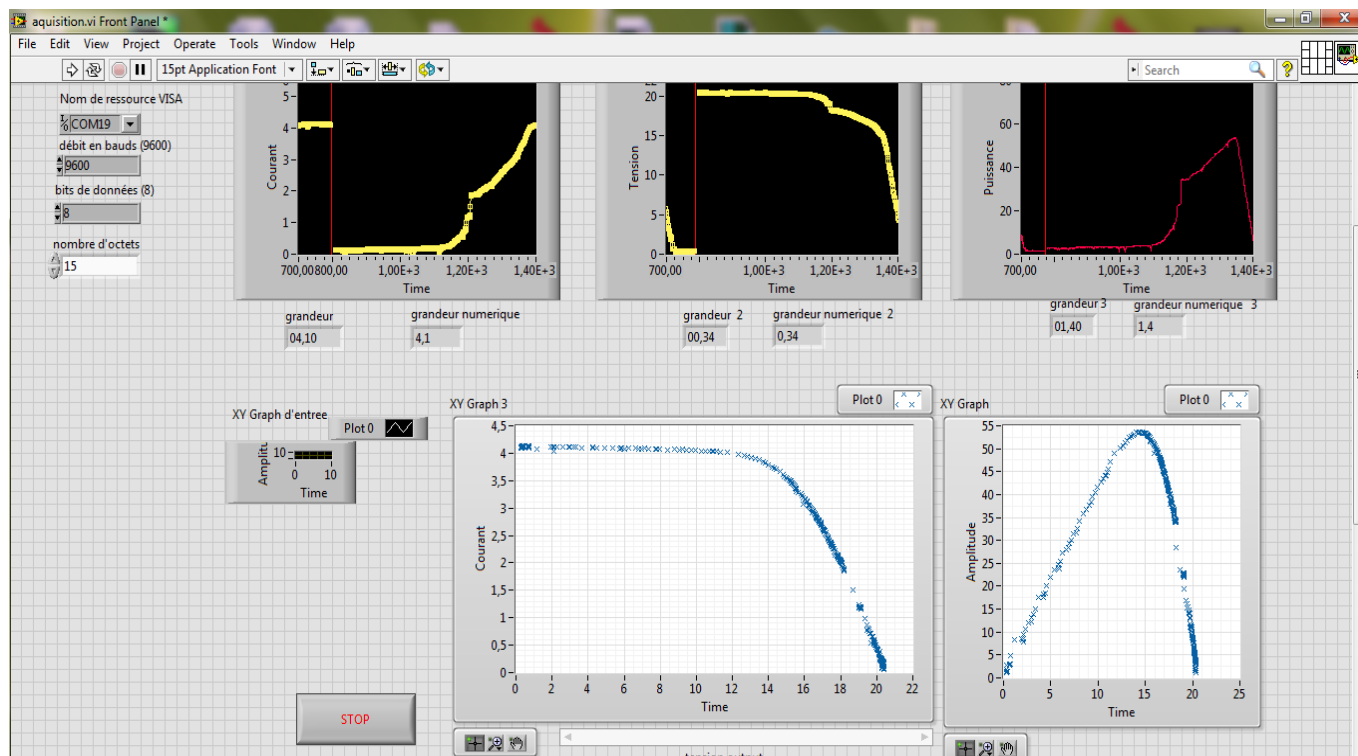 aquisition.vi Front Panel *
File Edit View Project Operate Tools Window Help
15pt Application Font
Search
Nom de ressource VISA
COM19
débit en bauds (9600)
9600
bits de données (8)
8
nombre d'octets
15
Courant
5
4
3
2
1
0
700,00 800,00 1,00E+3 1,20E+3 1,40E+3
Time
Tension
22
20
15
10
5
0
700,00 1,00E+3 1,20E+3 1,40E+3
Time
Puissance
80
60
40
20
0
700,00 1,00E+3 1,20E+3 1,40E+3
Time
grandeur
04,10
grandeur numerique
4,1
grandeur 2
00,34
grandeur numerique 2
0,34
grandeur 3
01,40
grandeur numerique 3
1,4
XY Graph d'entree
Plot 0
10
0 10
Time
XY Graph 3
Plot 0
Courant
4,5
4
3,5
3
2,5
2
1,5
1
0,5
0
0 2 4 6 8 10 12 14 16 18 20 22
Time
XY Graph
Plot 0
Amplitude
55
50
45
40
35
30
25
20
15
10
5
0
0 5 10 15 20 25
Time
STOP